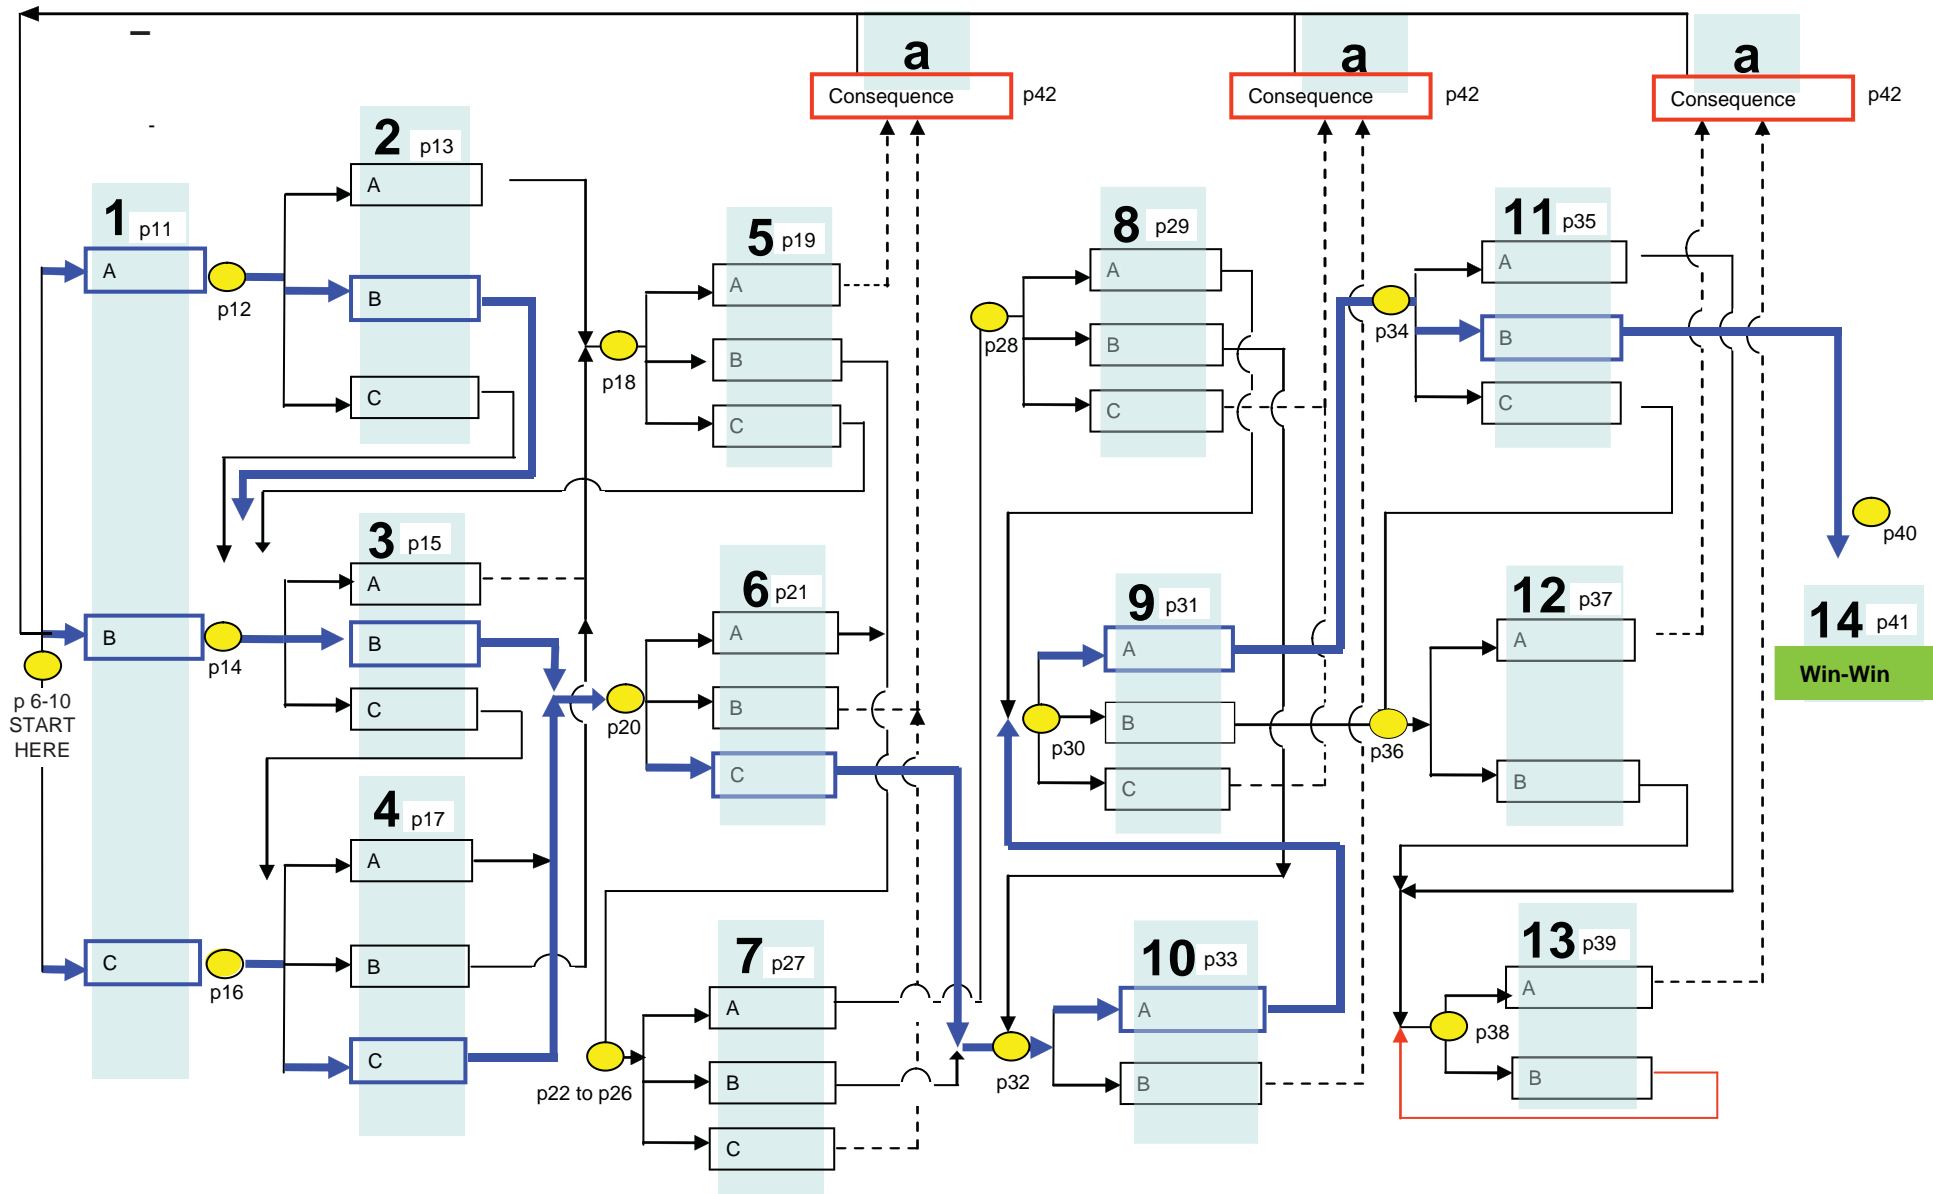 a
Consequence
p42
a
Consequence
p42
a
Consequence
p42
1 p11
A
B
C
p12
p14
p16
p 6-10
START
HERE
2 p13
A
B
C
3 p15
A
B
C
4 p17
A
B
C
p18
p20
p22 to p26
5 p19
A
B
C
6 p21
A
B
C
7 p27
A
B
C
p28
p30
p32
8 p29
A
B
C
9 p31
A
B
C
10 p33
A
B
p34
p36
p38
11 p35
A
B
C
12 p37
A
B
13 p39
A
B
p40
14 p41
Win-Win